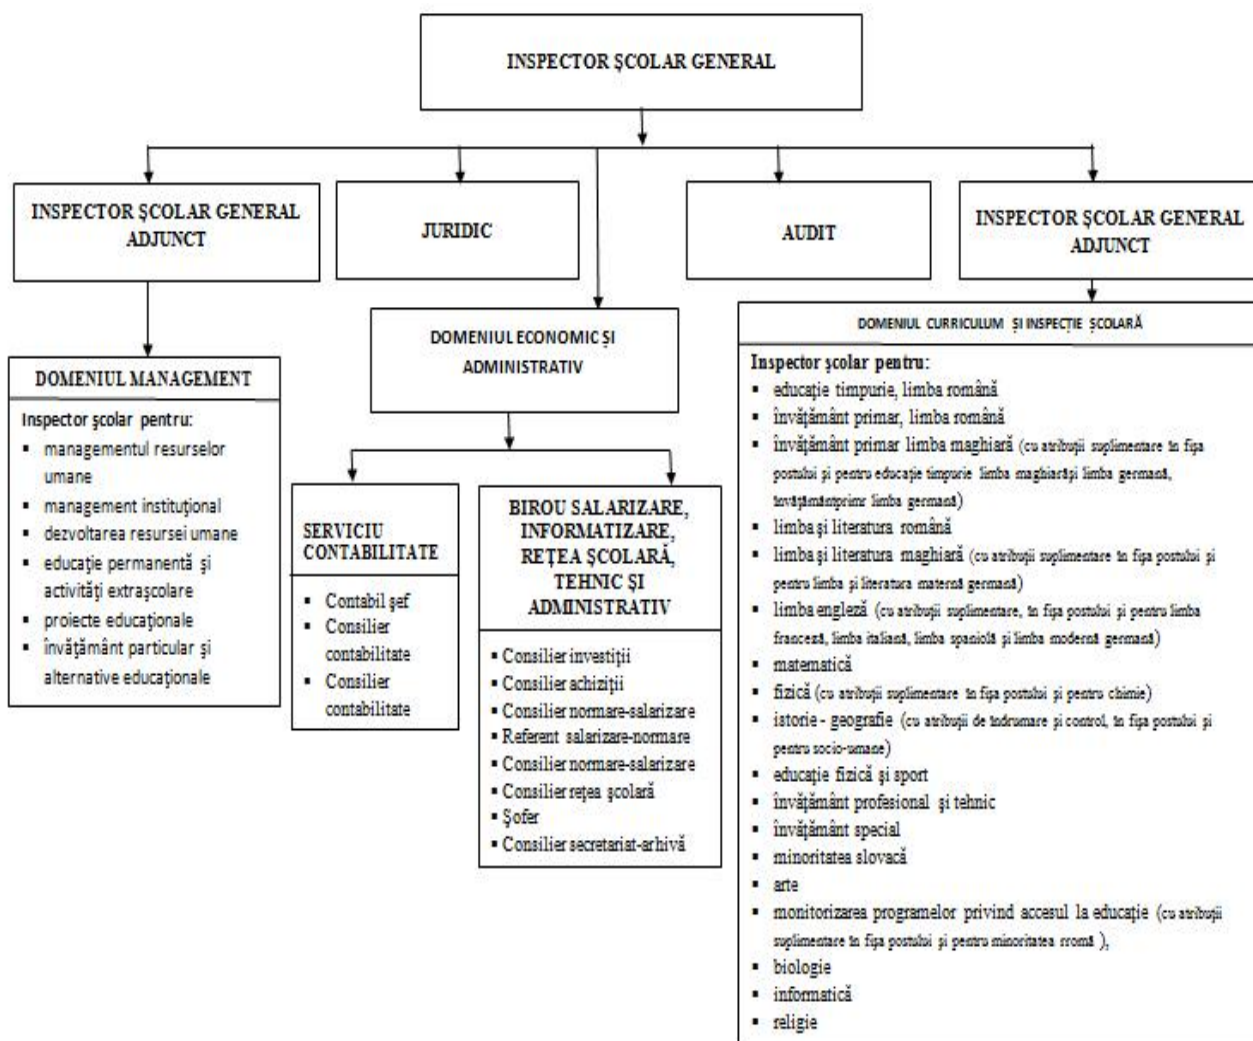 INSPECTOR ŞCOLAR GENERAL
INSPECTOR ŞCOLAR GENERAL
ADJUNCT
JURIDIC
AUDIT
INSPECTOR ŞCOLAR GENERAL
ADJUNCT
DOMENIUL ECONOMIC ȘI
ADMINISTRATIV
DOMENIUL MANAGEMENT
Inspector şcolar pentru:
▪ managementul resurselor
umane
▪ management instituţional
▪ dezvoltarea resursei umane
▪ educaţie permanentă şi
activităţi extraşcolare
▪ proiecte educaţionale
▪ învăţământ particular şi
alternative educaţionale
SERVICIU
CONTABILITATE
▪ Contabil şef
▪ Consilier
contabilitate
▪ Consilier
contabilitate
BIROU SALARIZARE,
INFORMATIZARE,
REŢEA ŞCOLARĂ,
TEHNIC ŞI
ADMINISTRATIV
▪ Consilier investiţii
▪ Consilier achiziţii
▪ Consilier normare-salarizare
▪ Referent salarizare-normare
▪ Consilier normare-salarizare
▪ Consilier reţea şcolară
▪ Şofer
▪ Consilier secretariat-arhivă
DOMENIUL CURRICULUM ȘI INSPECȚIE ȘCOLARĂ
Inspector şcolar pentru:
▪ educaţie timpurie, limba română
▪ învăţământ primar, limba română
▪ învăţământ primar limba maghiară (cu atribuţii suplimentare în fişa
postului şi pentru educaţie timpurie limba maghiarăşi limba germană,
învăţământprimr limba germană)
▪ limba şi literatura română
▪ limba şi literatura maghiară (cu atribuţii suplimentare în fişa postului şi
pentru limba şi literatura maternă germană)
▪ limba engleză (cu atribuţii suplimentare, în fişa postului şi pentru limba
franceză, limba italiană, limba spaniolă şi limba modernă germană)
▪ matematică
▪ fizică (cu atribuţii suplimentare în fişa postului şi pentru chimie)
▪ istorie - geografie (cu atribuţii de îndrumare şi control, în fişa postului şi
pentru socio-umane)
▪ educaţie fizică şi sport
▪ învăţământ profesional şi tehnic
▪ învăţământ special
▪ minoritatea slovacă
▪ arte
▪ monitorizarea programelor privind accesul la educaţie (cu atribuţii
suplimentare în fişa postului şi pentru minoritatea rromă ),
▪ biologie
▪ informatică
▪ religie